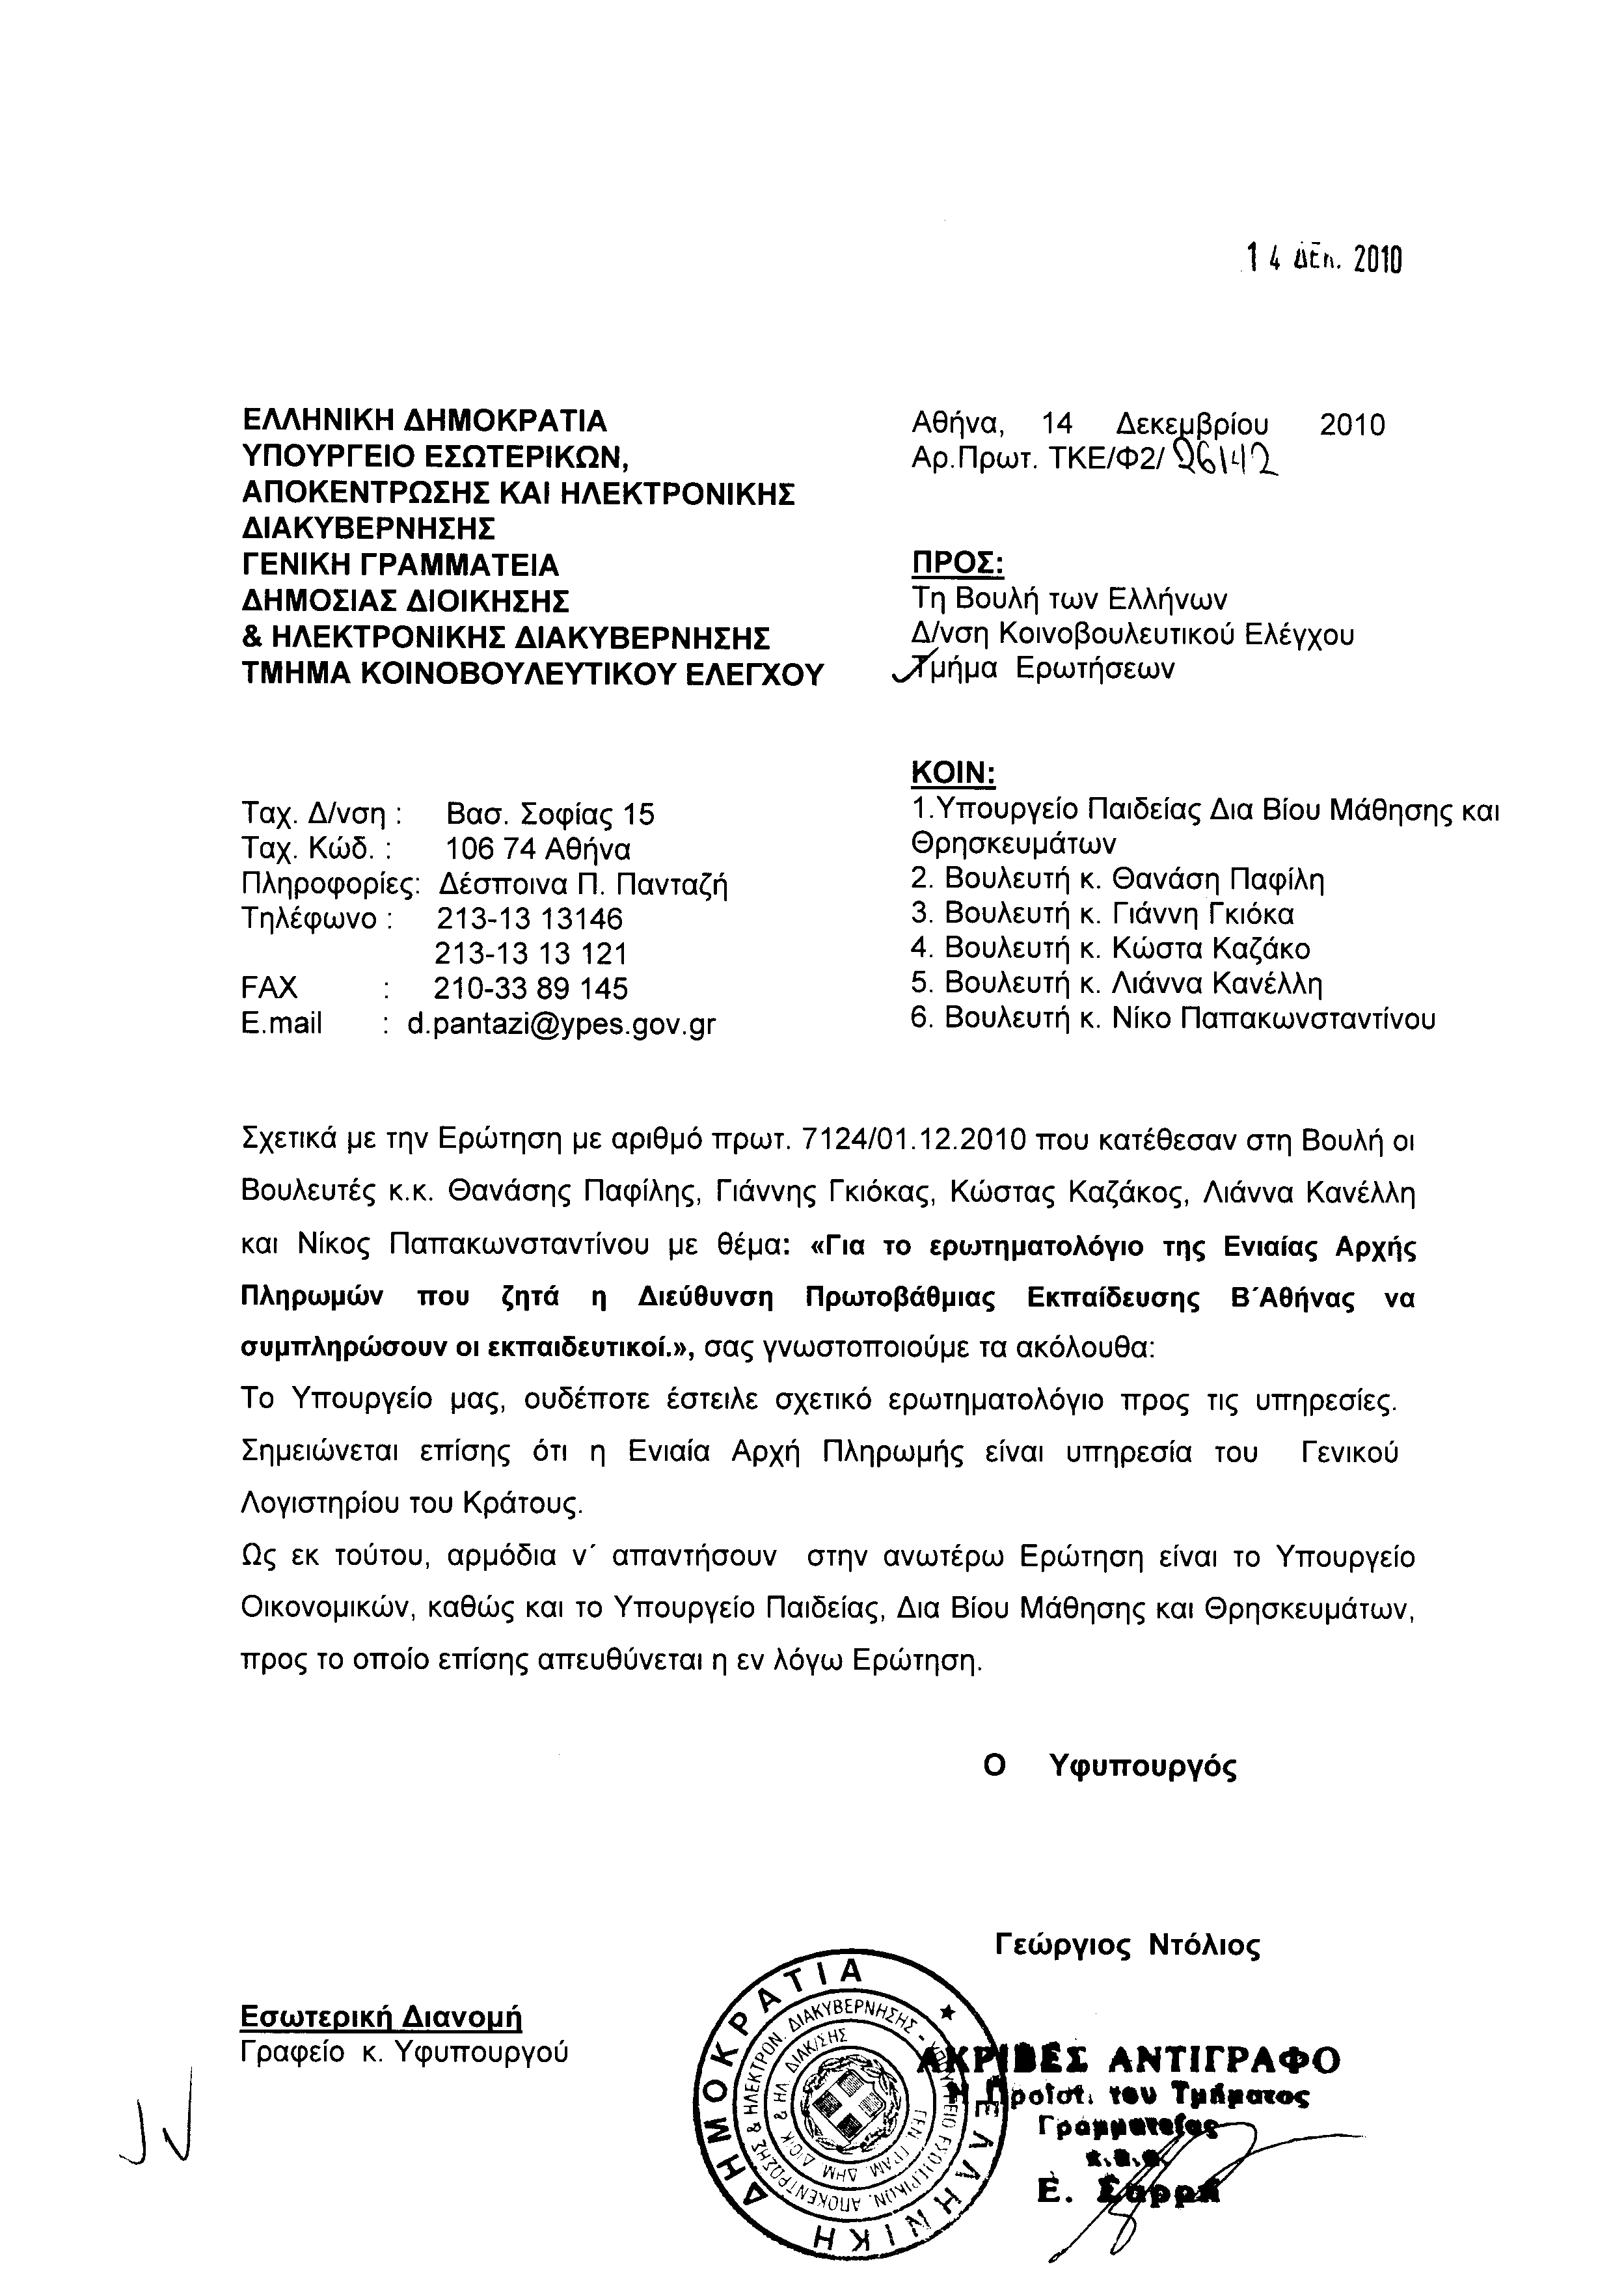 14 Δεκ. 2010
ΕΛΛΗΝΙΚΗ ΔΗΜΟΚΡΑΤΙΑ
ΥΠΟΥΡΓΕΙΟ ΕΣΩΤΕΡΙΚΩΝ,
ΑΠΟΚΕΝΤΡΩΣΗΣ ΚΑΙ ΗΛΕΚΤΡΟΝΙΚΗΣ
ΔΙΑΚΥΒΕΡΝΗΣΗΣ
ΓΕΝΙΚΗ ΓΡΑΜΜΑΤΕΙΑ
ΔΗΜΟΣΙΑΣ ΔΙΟΙΚΗΣΗΣ
& ΗΛΕΚΤΡΟΝΙΚΗΣ ΔΙΑΚΥΒΕΡΝΗΣΗΣ
ΤΜΗΜΑ ΚΟΙΝΟΒΟΥΛΕΥΤΙΚΟΥ ΕΛΕΓΧΟΥ
Αθήνα, 14 Δεκεμβρίου 2010
Αρ.Πρωτ. ΤΚΕ/Φ2/
ΠΡΟΣ:
Τη Βουλή των Ελλήνων
Δ/νση Κοινοβουλευτικού Ελέγχου
Τμήμα Ερωτήσεων
Ταχ. Δ/νση : Βασ. Σοφίας 15
Ταχ. Κώδ. : 106 74 Αθήνα
Πληροφορίες: Δέσποινα Π. Πανταζή
Τηλέφωνο : 213-13 13146
213-13 13 121
FAX : 210-33 89 145
E.mail : d.pantazi@ypes.gov.gr
ΚΟΙΝ:
1.Υπουργείο Παιδείας Δια Βίου Μάθησης και
Θρησκευμάτων
2. Βουλευτή κ. Θανάση Παφίλη
3. Βουλευτή κ. Γιάννη Γκιόκα
4. Βουλευτή κ. Κώστα Καζάκο
5. Βουλευτή κ. Λιάννα Κανέλλη
6. Βουλευτή κ. Νίκο Παπακωνσταντίνου
Σχετικά με την Ερώτηση με αριθμό πρωτ. 7124/01.12.2010 που κατέθεσαν στη Βουλή οι
Βουλευτές κ.κ. Θανάσης Παφίλης, Γιάννης Γκιόκας, Κώστας Καζάκος, Λιάννα Κανέλλη
και Νίκος Παπακωνσταντίνου με θέμα: «Για το ερωτηματολόγιο της Ενιαίας Αρχής
Πληρωμών που ζητά η Διεύθυνση Πρωτοβάθμιας Εκπαίδευσης Β΄Αθήνας να
συμπληρώσουν οι εκπαιδευτικοί.», σας γνωστοποιούμε τα ακόλουθα:
Το Υπουργείο μας, ουδέποτε έστειλε σχετικό ερωτηματολόγιο προς τις υπηρεσίες.
Σημειώνεται επίσης ότι η Ενιαία Αρχή Πληρωμής είναι υπηρεσία του Γενικού
Λογιστηρίου του Κράτους.
Ως εκ τούτου, αρμόδια ν΄ απαντήσουν στην ανωτέρω Ερώτηση είναι το Υπουργείο
Οικονομικών, καθώς και το Υπουργείο Παιδείας, Δια Βίου Μάθησης και Θρησκευμάτων,
προς το οποίο επίσης απευθύνεται η εν λόγω Ερώτηση.
Ο Υφυπουργός
Γεώργιος Ντόλιος
Εσωτερική Διανομή
Γραφείο κ. Υφυπουργού
ΕΛΛΗΝΙΚΗ ΔΗΜΟΚΡΑΤΙΑ
ΑΚΡΙΒΕΣ ΑΝΤΙΓΡΑΦΟ
Η Προϊστ. του Τμήματος
Γραμματείας
κ.α.α
Ε. Σαρρή